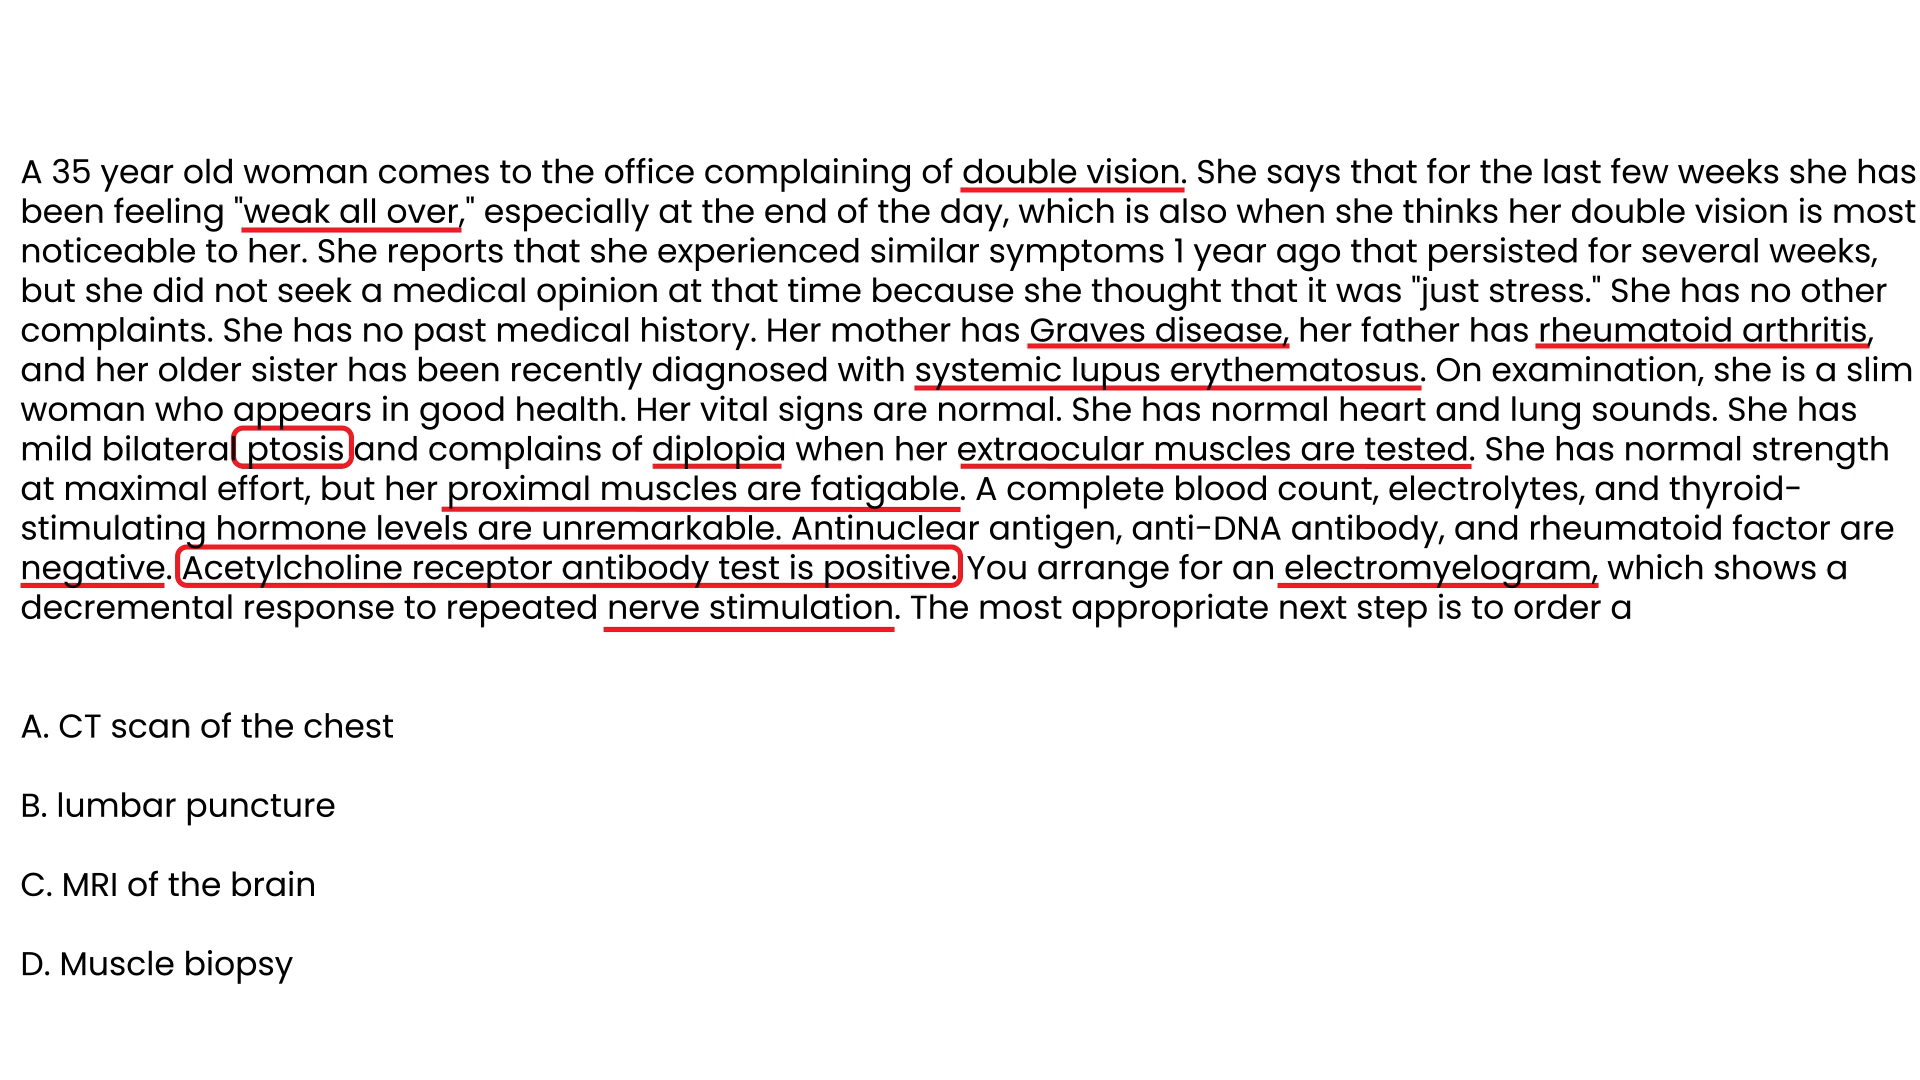 A 35 year old woman comes to the office complaining of double vision. She says that for the last few weeks she has
been feeling "weak all over," especially at the end of the day, which is also when she thinks her double vision is most
noticeable to her. She reports that she experienced similar symptoms 1 year ago that persisted for several weeks,
but she did not seek a medical opinion at that time because she thought that it was "just stress." She has no other
complaints. She has no past medical history. Her mother has Graves disease, her father has rheumatoid arthritis,
and her older sister has been recently diagnosed with systemic lupus erythematosus. On examination, she is a slim
woman who appears in good health. Her vital signs are normal. She has normal heart and lung sounds. She has
mild bilateral ptosis and complains of diplopia when her extraocular muscles are tested. She has normal strength
at maximal effort, but her proximal muscles are fatigable. A complete blood count, electrolytes, and thyroid-
stimulating hormone levels are unremarkable. Antinuclear antigen, anti-DNA antibody, and rheumatoid factor are
negative. Acetylcholine receptor antibody test is positive. You arrange for an electromyelogram, which shows a
decremental response to repeated nerve stimulation. The most appropriate next step is to order a
A. CT scan of the chest
B. lumbar puncture
C. MRI of the brain
D. Muscle biopsy